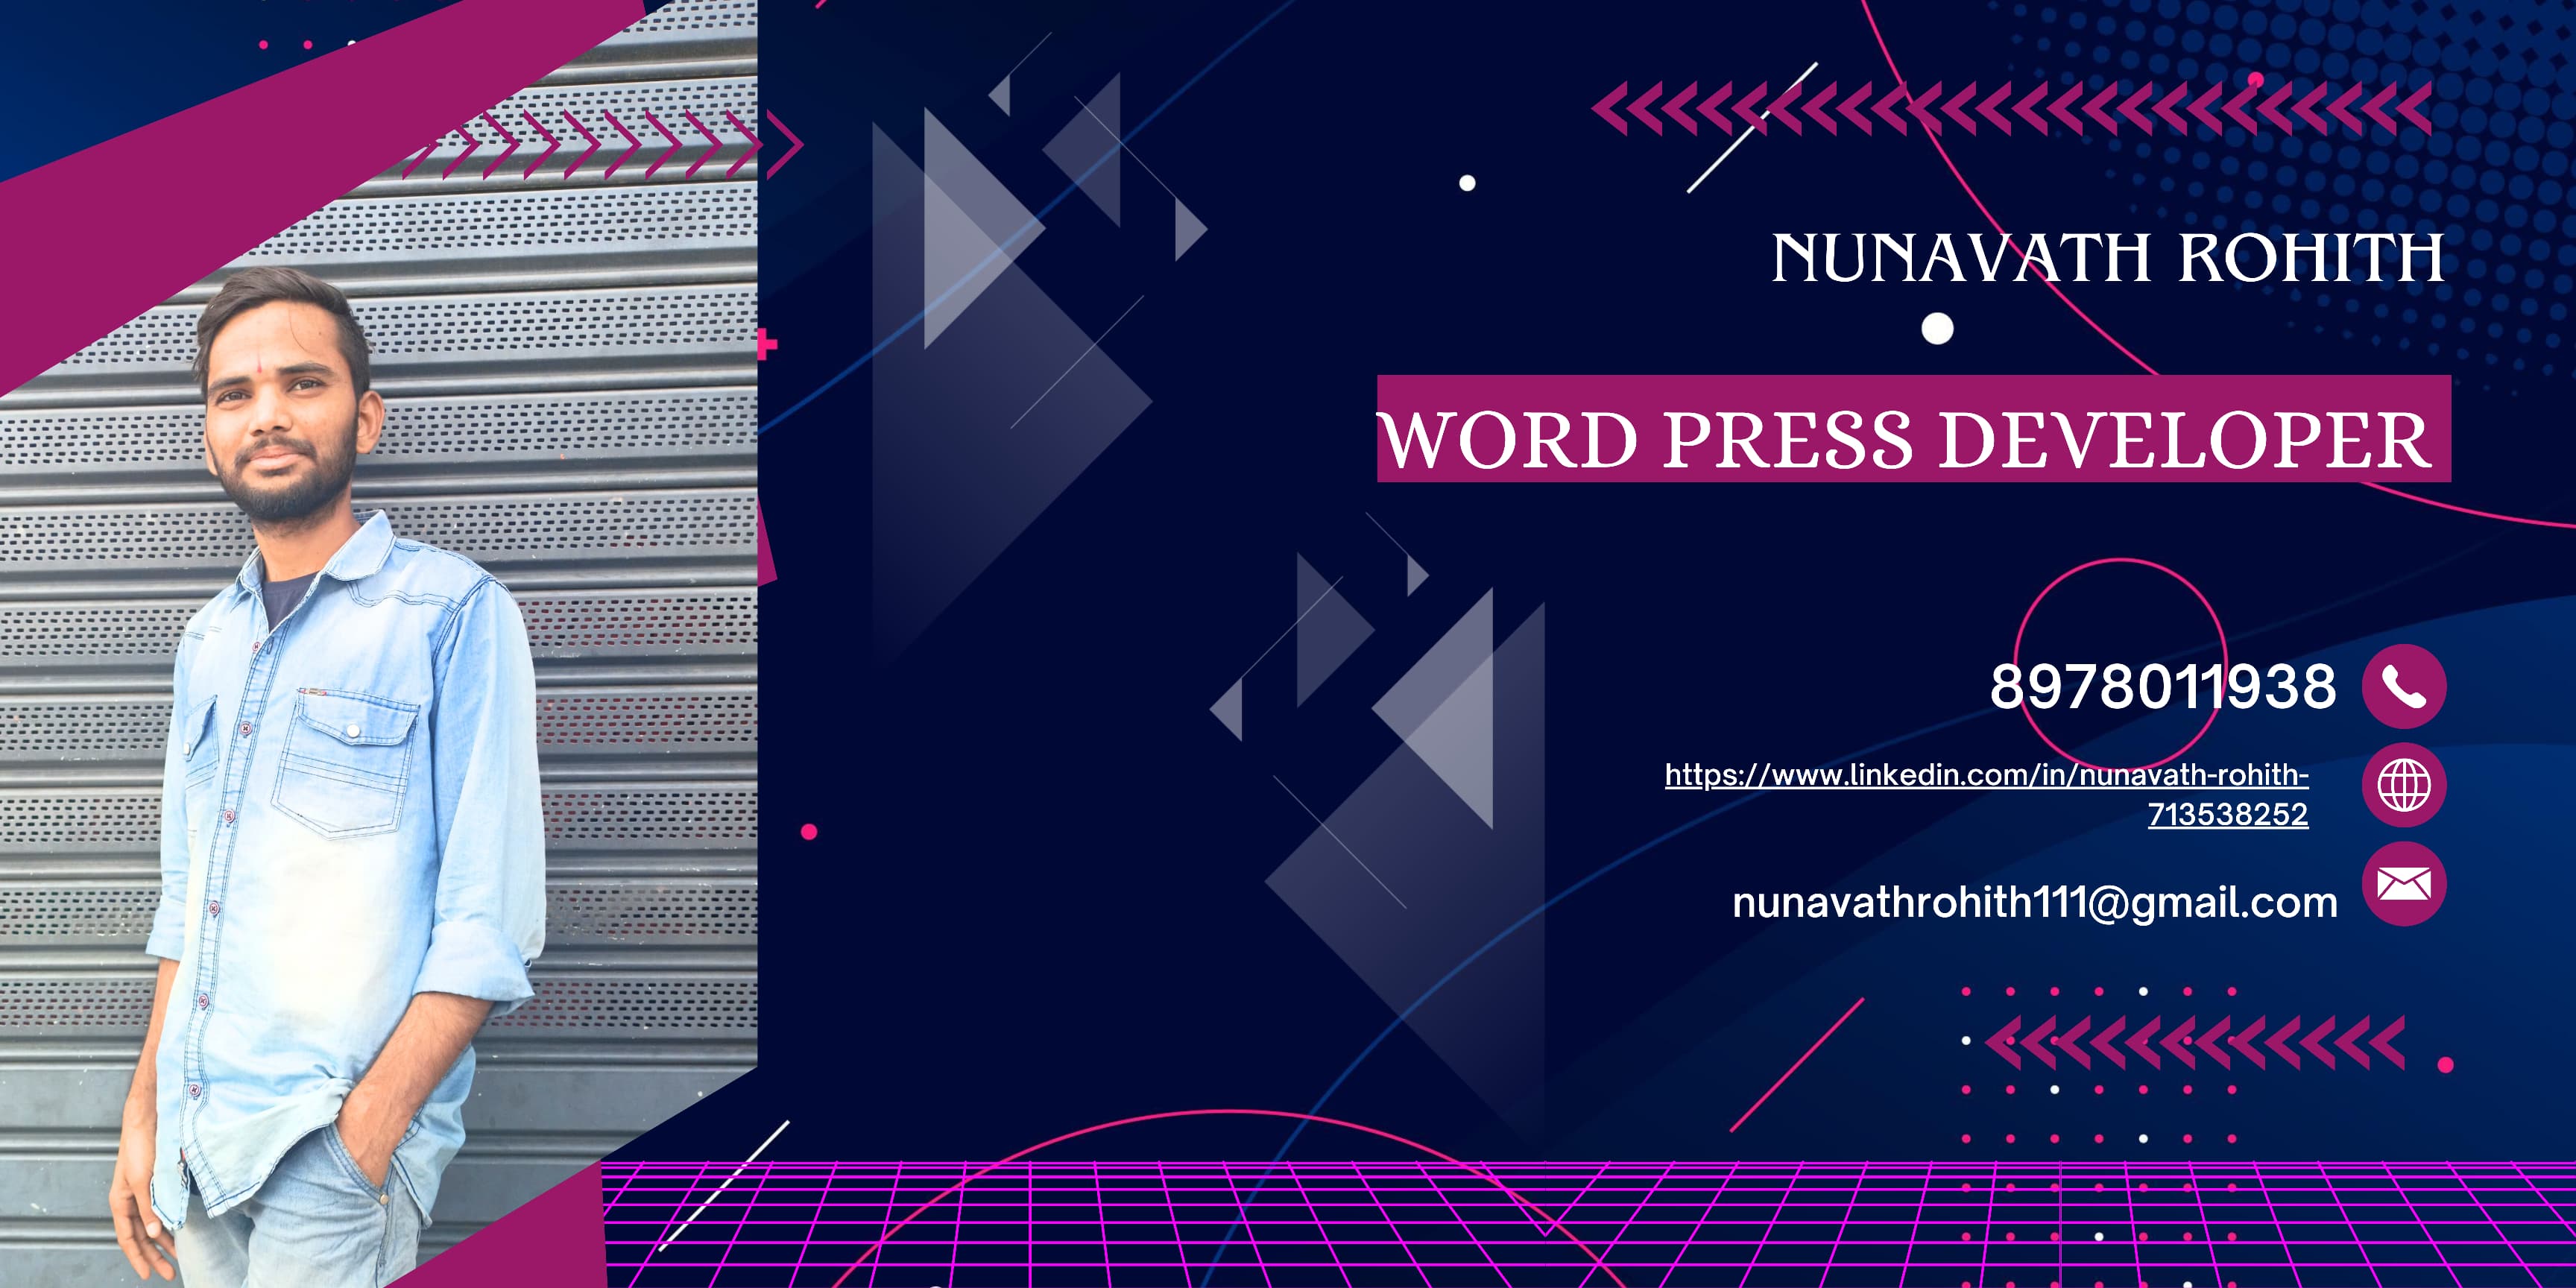 NUNAVATH ROHITH
WORD PRESS DEVELOPER
8978011938
https://www.linkedin.com/in/nunavath-rohith-
713538252
nunavathrohith111@gmail.com